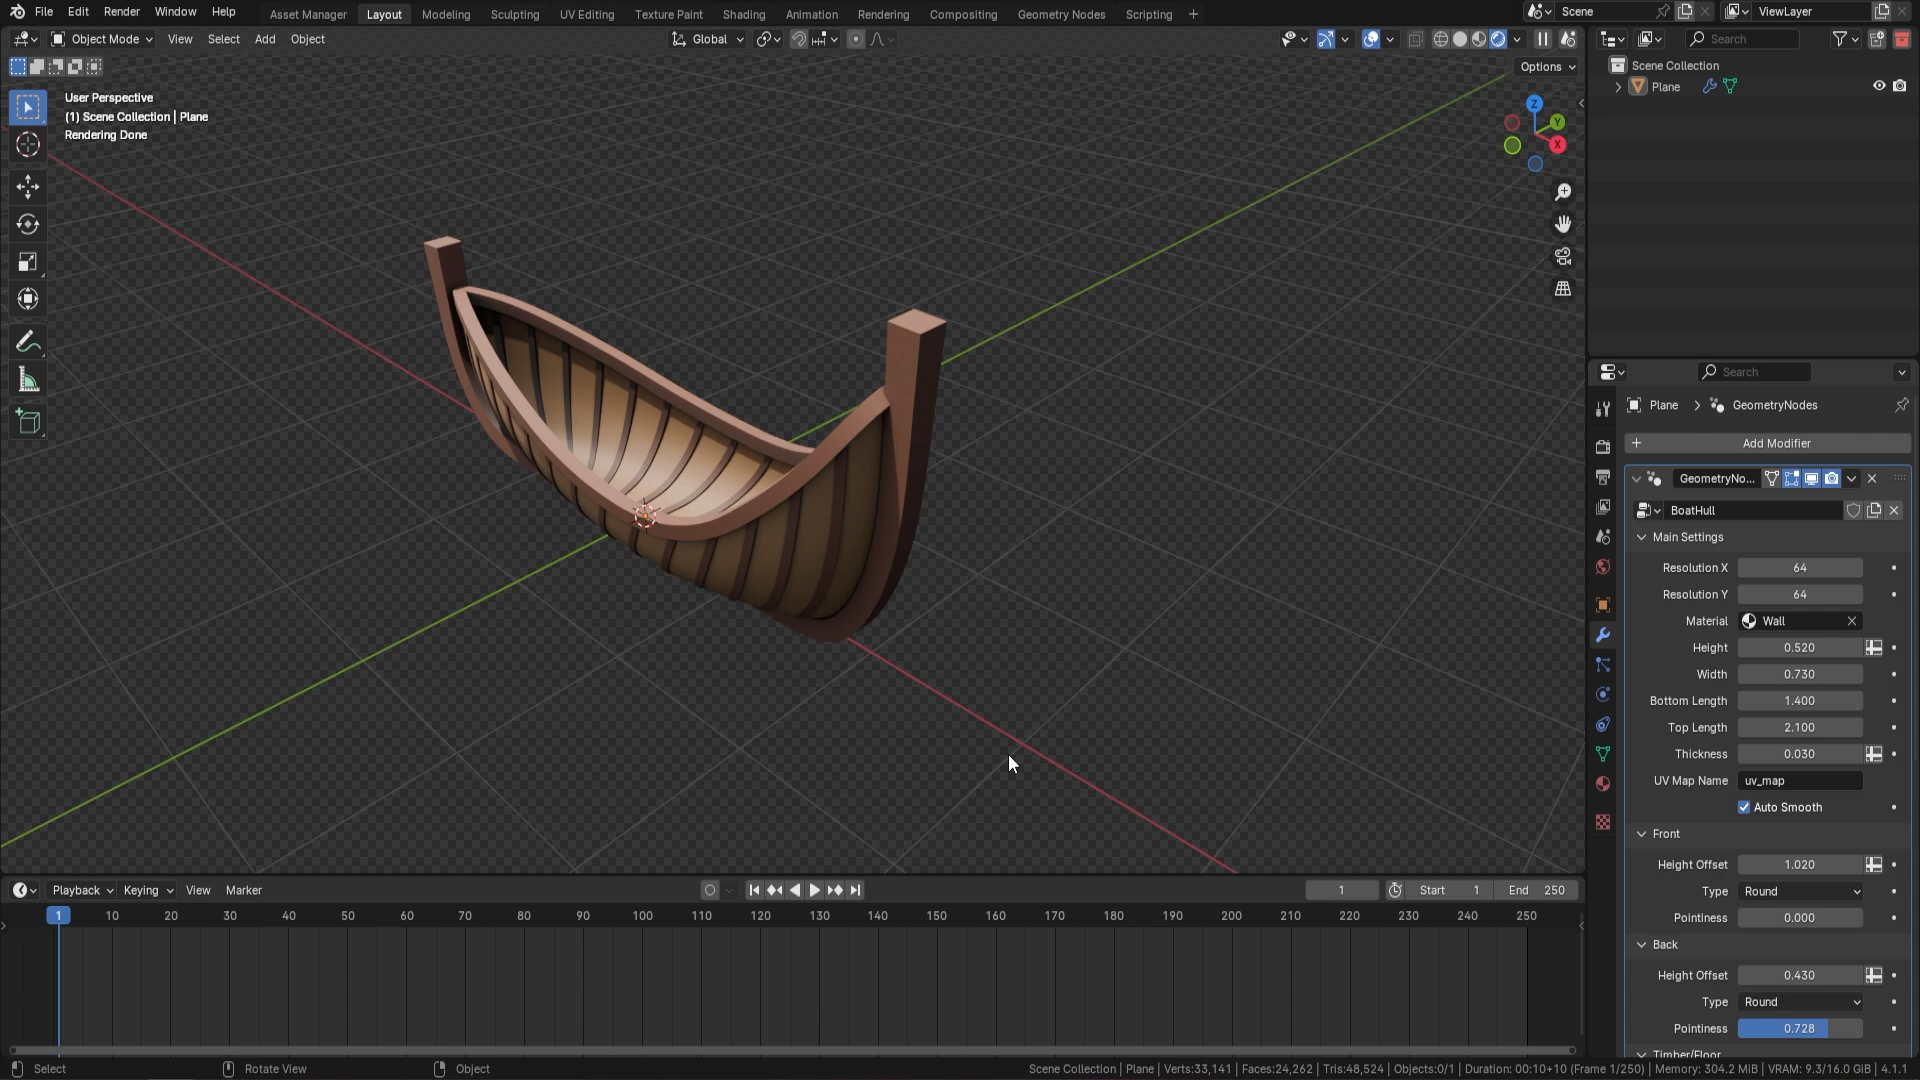 File Edit Render Window Help Asset Manager Layout Modeling Sculpting UV Editing Texture Paint Shading Animation Rendering Compositing Geometry Nodes Scripting + Scene ViewLayer
Object Mode View Select Add Object Global Search
Options
User Perspective
(1) Scene Collection | Plane
Rendering Done
Z
Y
X
Scene Collection
Plane
Search
Plane > GeometryNodes
+ Add Modifier
GeometryNo...
BoatHull
Main Settings
Resolution X 64
Resolution Y 64
Material Wall
Height 0.520
Width 0.730
Bottom Length 1.400
Top Length 2.100
Thickness 0.030
UV Map Name uv_map
Auto Smooth
Front
Height Offset 1.020
Type Round
Pointiness 0.000
Back
Height Offset 0.430
Type Round
Pointiness 0.728
Timber/Floor
Playback Keying View Marker 1 Start 1 End 250
1 10 20 30 40 50 60 70 80 90 100 110 120 130 140 150 160 170 180 190 200 210 220 230 240 250
Select Rotate View Object Scene Collection | Plane | Verts:33,141 | Faces:24,262 | Tris:48,524 | Objects:0/1 | Duration: 00:10+10 (Frame 1/250) | Memory: 304.2 MiB | VRAM: 9.3/16.0 GiB | 4.1.1